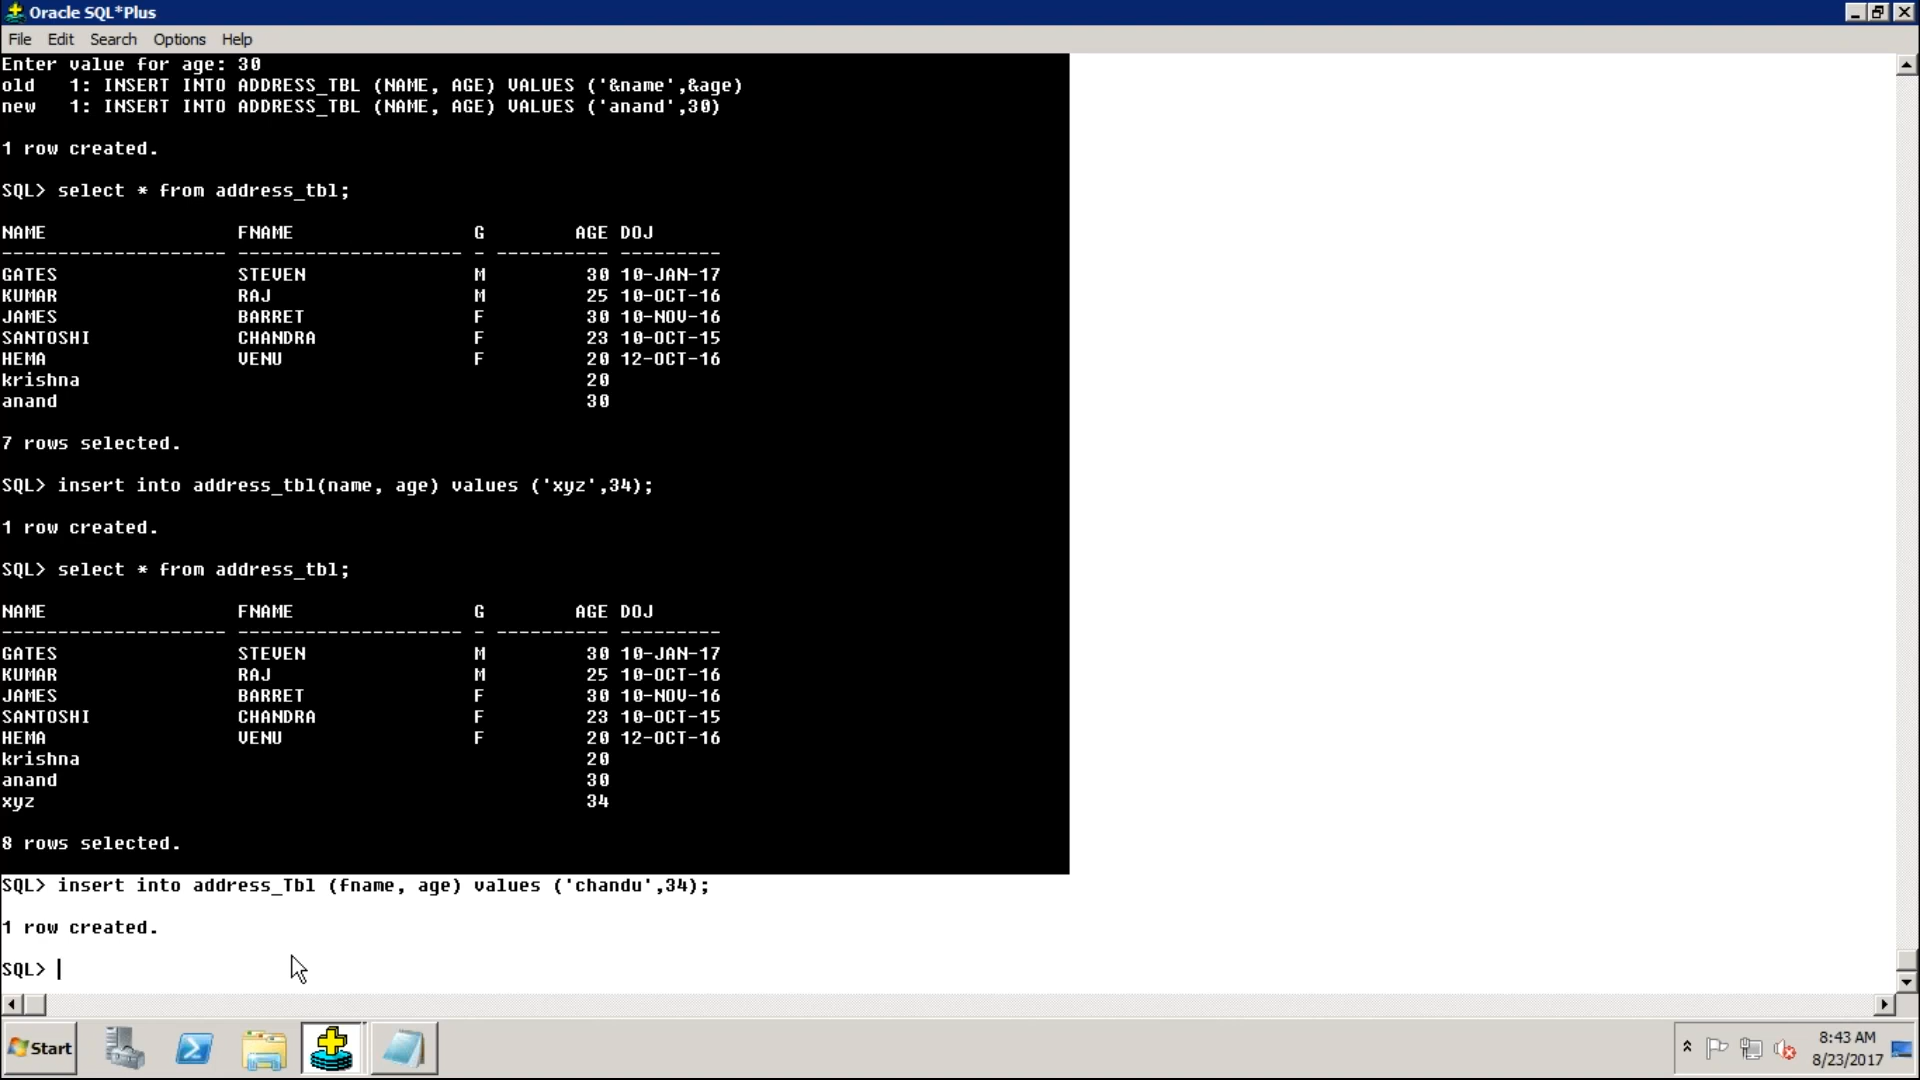 Oracle SQL*Plus
File Edit Search Options Help
Enter value for age: 30
old   1: INSERT INTO ADDRESS_TBL (NAME, AGE) VALUES ('&name',&age)
new   1: INSERT INTO ADDRESS_TBL (NAME, AGE) VALUES ('anand',30)
1 row created.
SQL> select * from address_tbl;
NAME                 FNAME                G        AGE DOJ
-------------------- -------------------- - ---------- ---------
GATES                STEVEN               M         30 10-JAN-17
KUMAR                RAJ                  M         25 10-OCT-16
JAMES                BARRET               F         30 10-NOV-16
SANTOSHI             CHANDRA              F         23 10-OCT-15
HEMA                 VENU                 F         20 12-OCT-16
krishna                                             20
anand                                               30
7 rows selected.
SQL> insert into address_tbl(name, age) values ('xyz',34);
1 row created.
SQL> select * from address_tbl;
NAME                 FNAME                G        AGE DOJ
-------------------- -------------------- - ---------- ---------
GATES                STEVEN               M         30 10-JAN-17
KUMAR                RAJ                  M         25 10-OCT-16
JAMES                BARRET               F         30 10-NOV-16
SANTOSHI             CHANDRA              F         23 10-OCT-15
HEMA                 VENU                 F         20 12-OCT-16
krishna                                             20
anand                                               30
xyz                                                 34
8 rows selected.
SQL> insert into address_Tbl (fname, age) values ('chandu',34);
1 row created.
SQL>
Start
8:43 AM
8/23/2017